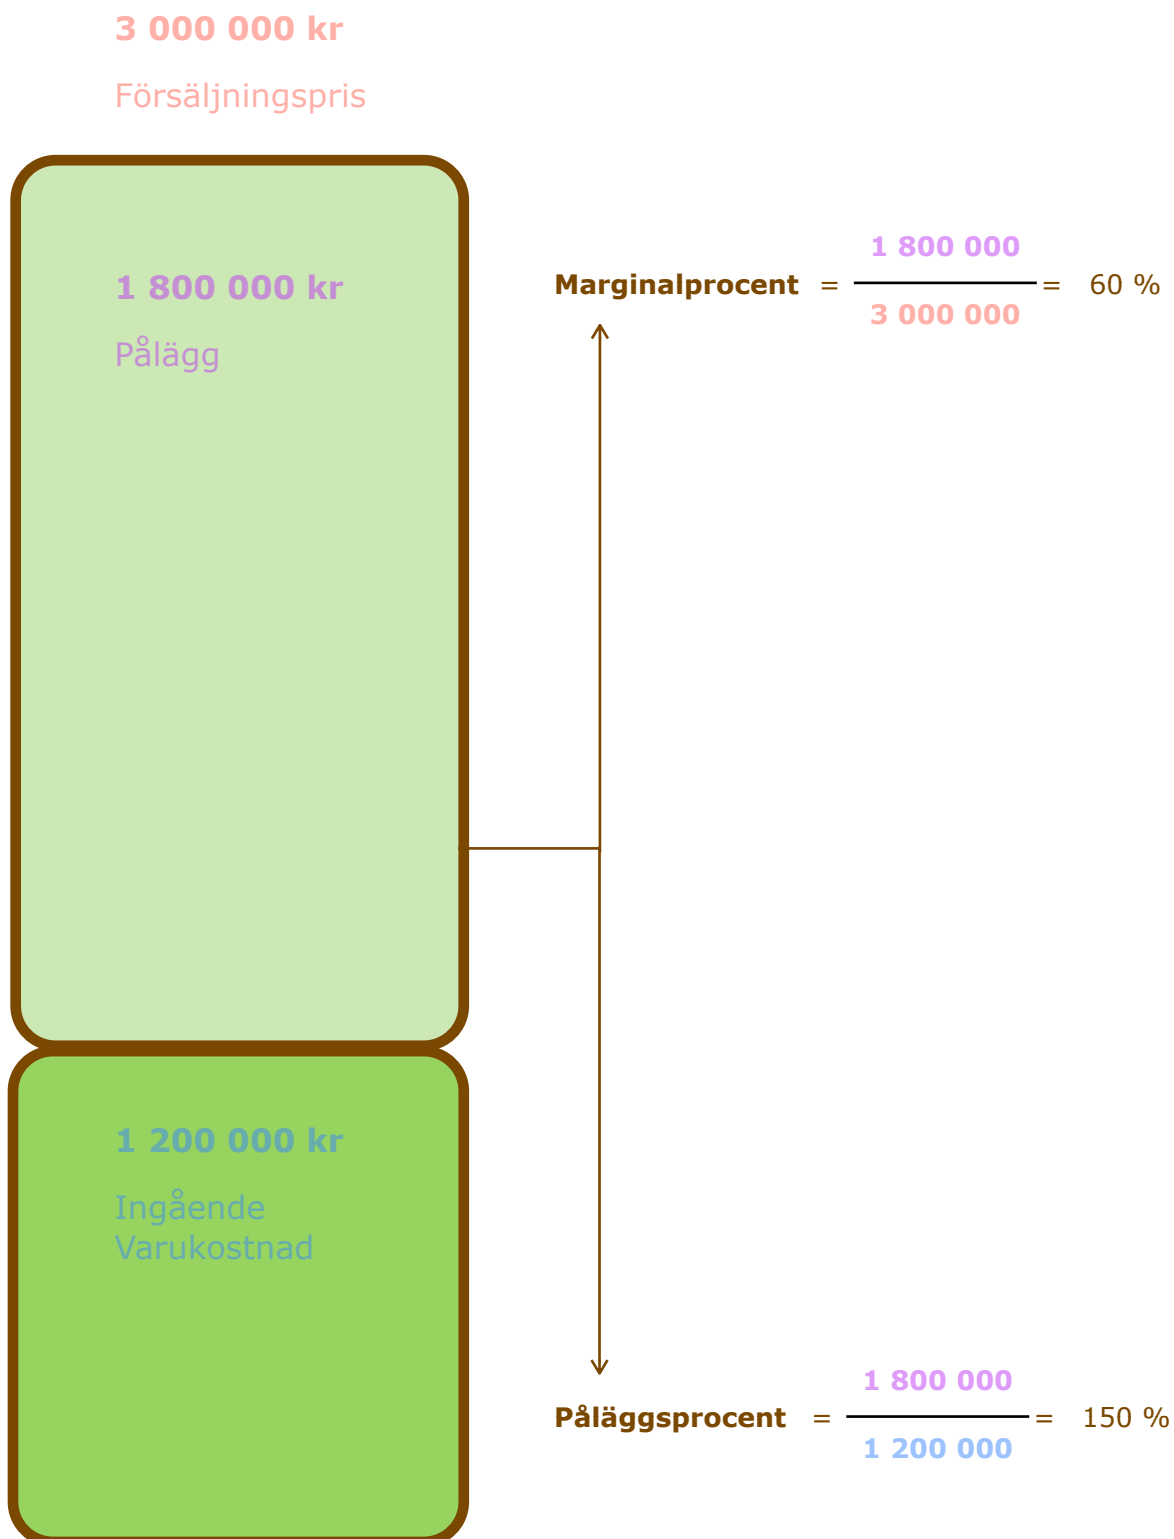 3 000 000 kr
Försäljningspris
1 800 000 kr
Pålägg
Marginalprocent = 1 800 000 / 3 000 000 = 60 %
1 200 000 kr
Ingående
Varukostnad
Påläggsprocent = 1 800 000 / 1 200 000 = 150 %